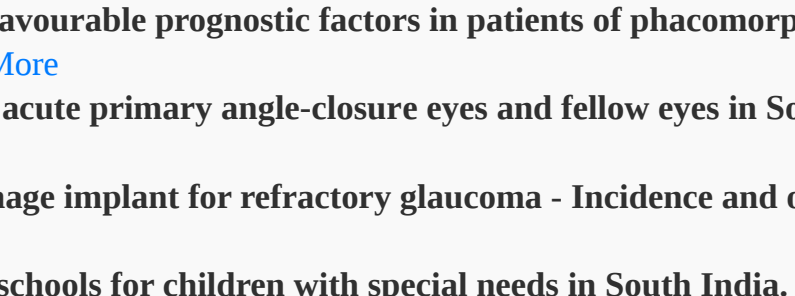 avourable prognostic factors in patients of phacomorp
More
acute primary angle-closure eyes and fellow eyes in So
nage implant for refractory glaucoma - Incidence and o
schools for children with special needs in South India.